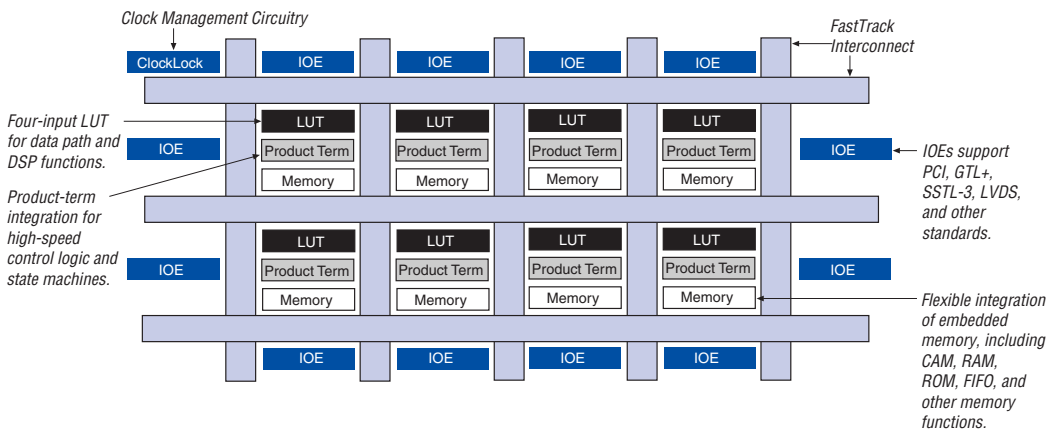 Clock Management Circuitry
FastTrack
Interconnect
ClockLock
IOE
IOE
IOE
IOE
Four-input LUT
for data path and
DSP functions.
LUT
LUT
LUT
LUT
IOE
Product Term
Product Term
Product Term
Product Term
IOE
IOEs support
PCI, GTL+,
SSTL-3, LVDS,
and other
standards.
Memory
Memory
Memory
Memory
Product-term
integration for
high-speed
control logic and
state machines.
LUT
LUT
LUT
LUT
IOE
Product Term
Product Term
Product Term
Product Term
IOE
Memory
Memory
Memory
Memory
Flexible integration
of embedded
memory, including
CAM, RAM,
ROM, FIFO, and
other memory
functions.
IOE
IOE
IOE
IOE